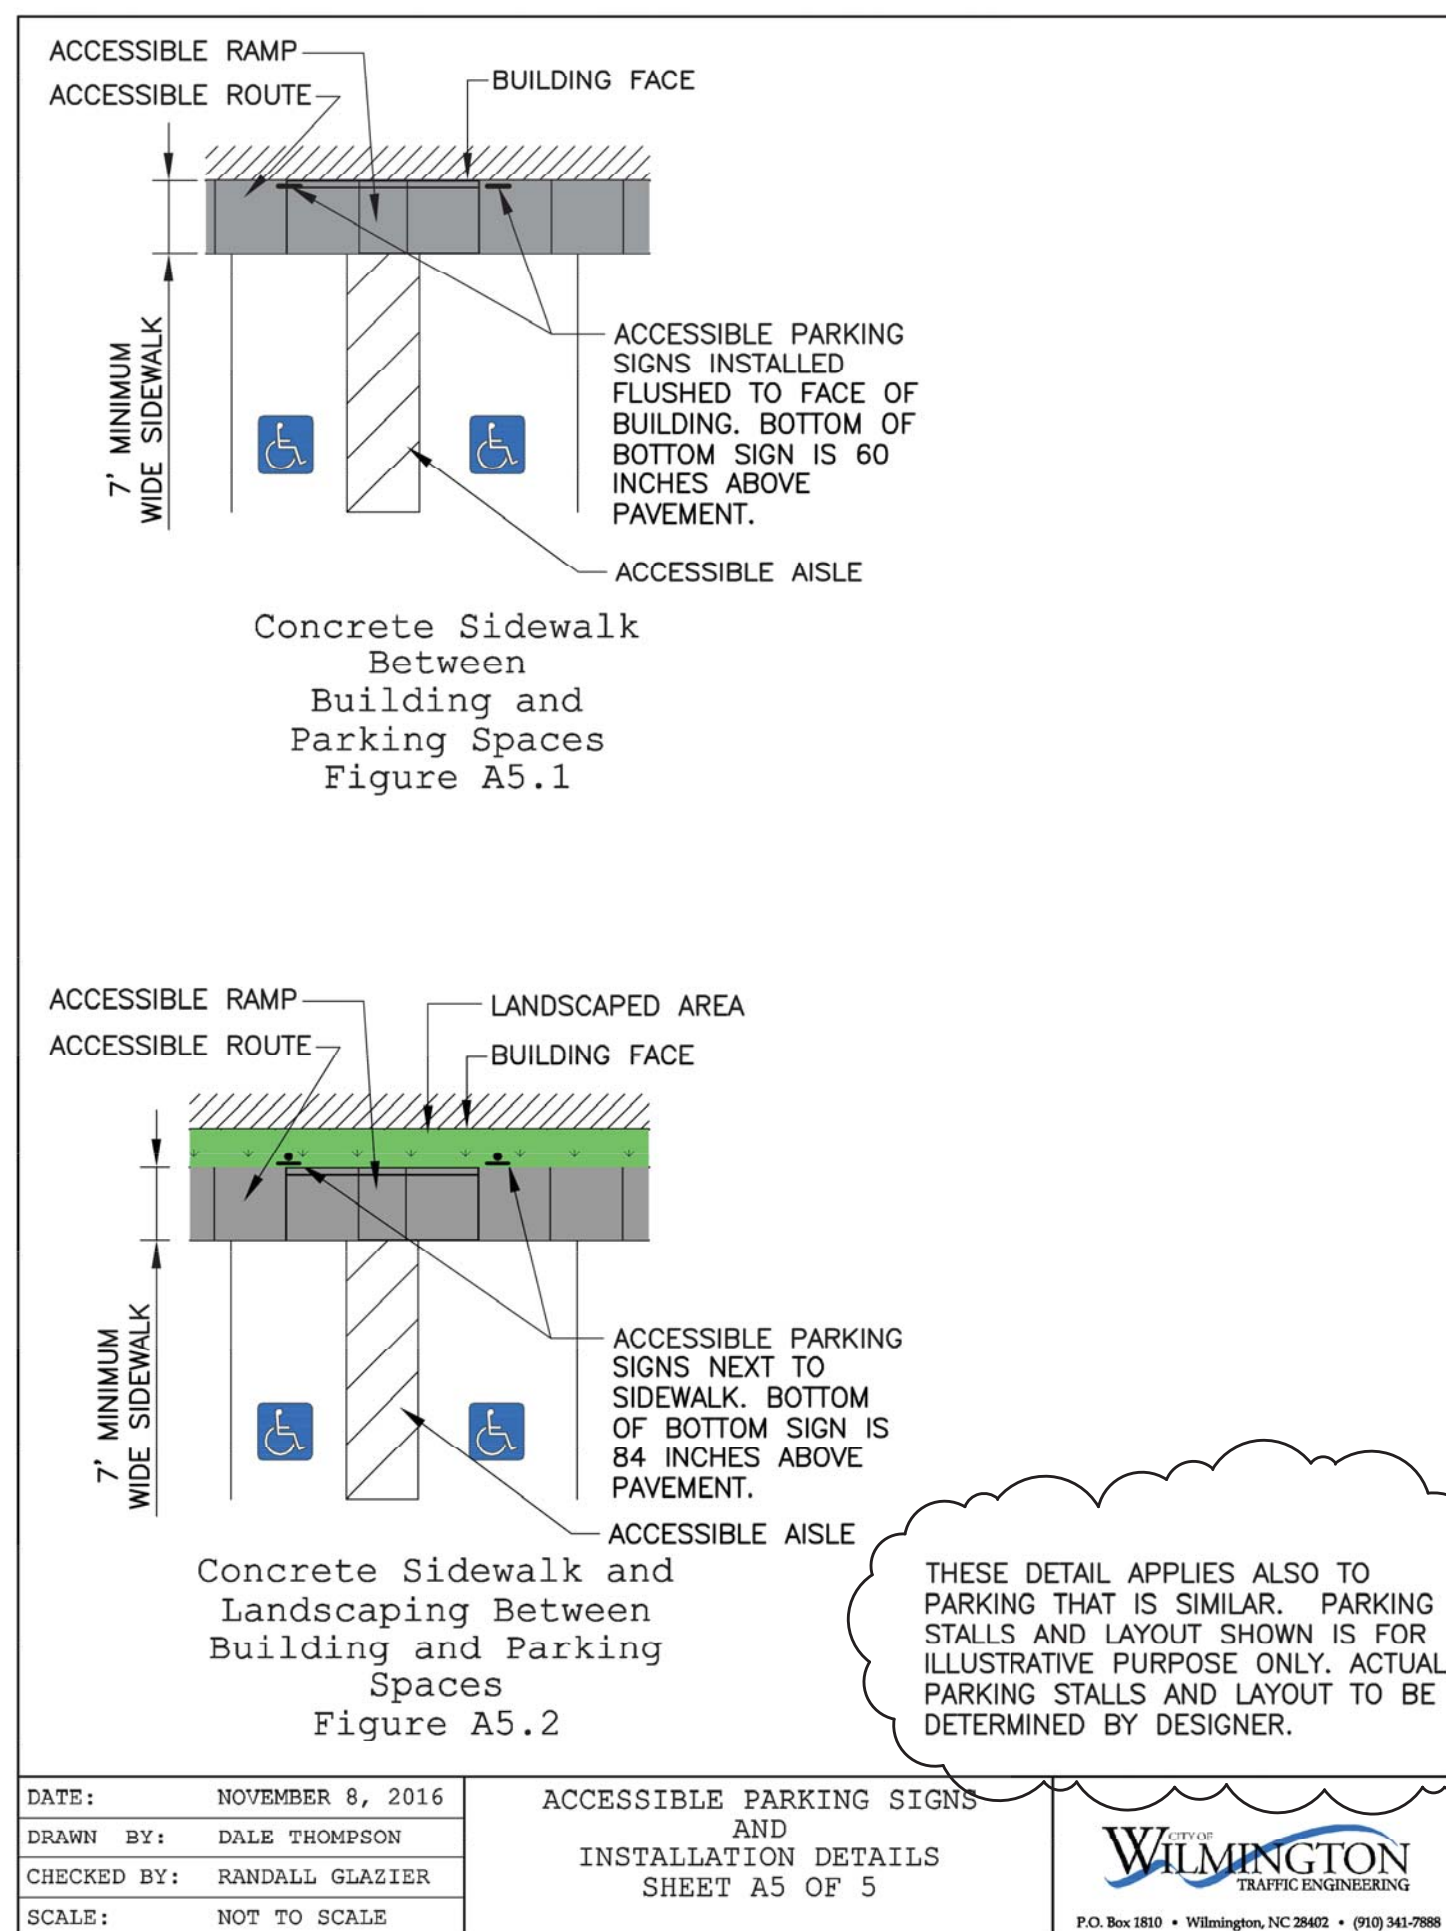 ACCESSIBLE RAMP
ACCESSIBLE ROUTE
BUILDING FACE
7' MINIMUM
WIDE SIDEWALK
ACCESSIBLE PARKING
SIGNS INSTALLED
FLUSHED TO FACE OF
BUILDING. BOTTOM OF
BOTTOM SIGN IS 60
INCHES ABOVE
PAVEMENT.
ACCESSIBLE AISLE
Concrete Sidewalk
Between
Building and
Parking Spaces
Figure A5.1
ACCESSIBLE RAMP
ACCESSIBLE ROUTE
LANDSCAPED AREA
BUILDING FACE
7' MINIMUM
WIDE SIDEWALK
ACCESSIBLE PARKING
SIGNS NEXT TO
SIDEWALK. BOTTOM
OF BOTTOM SIGN IS
84 INCHES ABOVE
PAVEMENT.
ACCESSIBLE AISLE
Concrete Sidewalk and
Landscaping Between
Building and Parking
Spaces
Figure A5.2
THESE DETAIL APPLIES ALSO TO
PARKING THAT IS SIMILAR. PARKING
STALLS AND LAYOUT SHOWN IS FOR
ILLUSTRATIVE PURPOSE ONLY. ACTUAL
PARKING STALLS AND LAYOUT TO BE
DETERMINED BY DESIGNER.
DATE: NOVEMBER 8, 2016
DRAWN BY: DALE THOMPSON
CHECKED BY: RANDALL GLAZIER
SCALE: NOT TO SCALE
ACCESSIBLE PARKING SIGNS
AND
INSTALLATION DETAILS
SHEET A5 OF 5
CITY OF
WILMINGTON
TRAFFIC ENGINEERING
P.O. Box 1810 • Wilmington, NC 28402 • (910) 341-7888